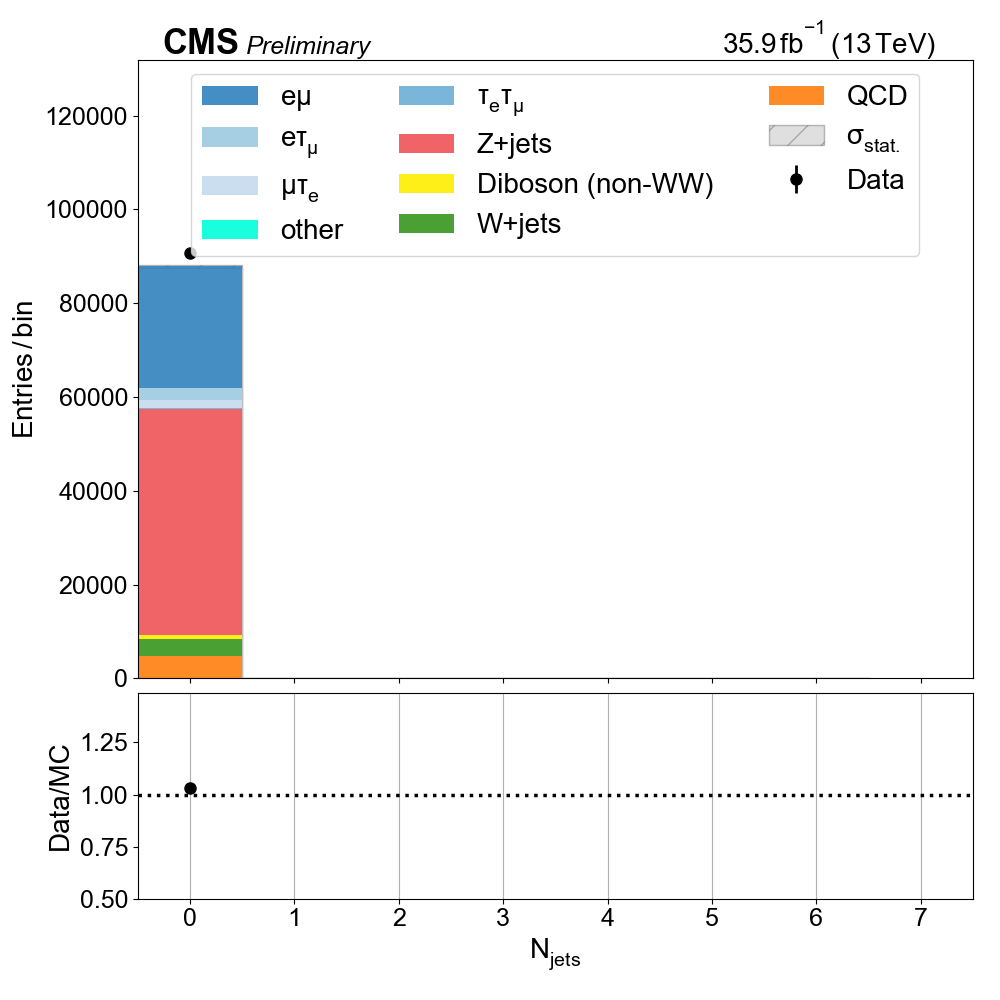 CMS Preliminary 35.9 fb⁻¹ (13 TeV)
eμ
eτμ
μτe
other
τeτμ
Z+jets
Diboson (non-WW)
W+jets
QCD
σstat.
Data
120000
100000
80000
60000
40000
20000
0
Entries / bin
1.25
1.00
0.75
0.50
Data/MC
0 1 2 3 4 5 6 7
Njets